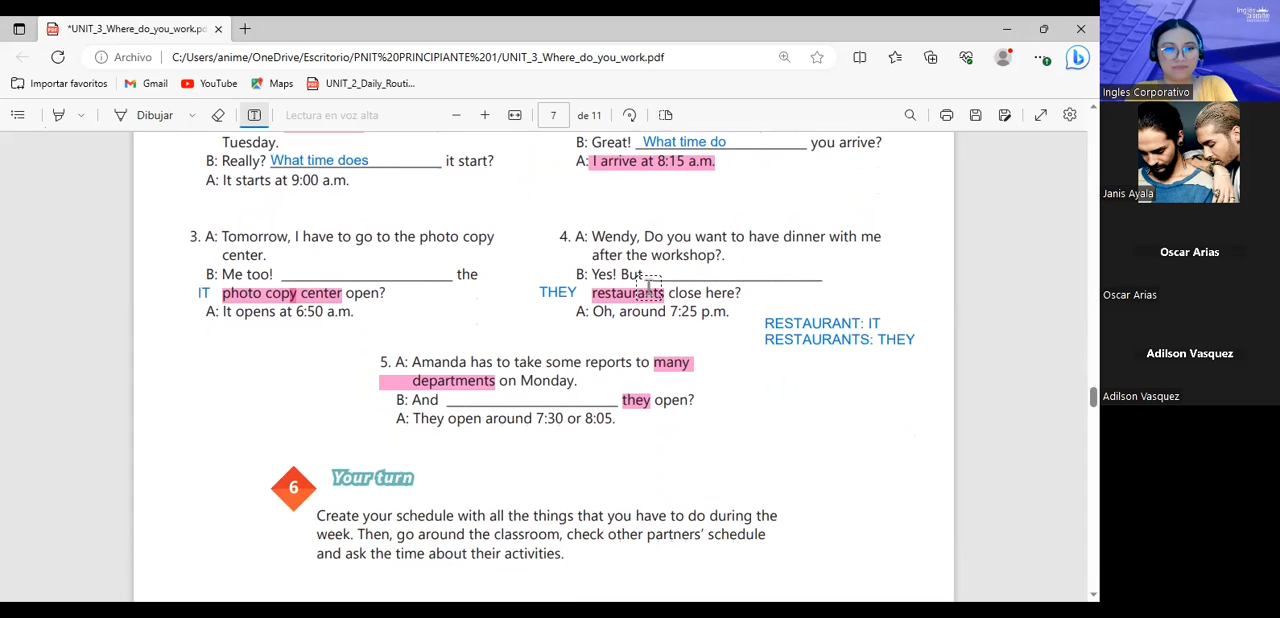 *UNIT_3_Where_do_you_work.pd
Archivo
C:/Users/anime/OneDrive/Escritorio/PNIT%20PRINCIPIANTE%201/UNIT_3_Where_do_you_work.pdf
Importar favoritos
Gmail
YouTube
Maps
UNIT_2_Daily_Routi...
Dibujar
Lectura en voz alta
7
de 11
Tuesday.
B: Really? What time does it start?
A: It starts at 9:00 a.m.
B: Great! What time do you arrive?
A: I arrive at 8:15 a.m.
3. A: Tomorrow, I have to go to the photo copy
center.
B: Me too! ____________________ the
IT photo copy center open?
A: It opens at 6:50 a.m.
4. A: Wendy, Do you want to have dinner with me
after the workshop?.
B: Yes! But ____________________
THEY restaurants close here?
A: Oh, around 7:25 p.m.
RESTAURANT: IT
RESTAURANTS: THEY
5. A: Amanda has to take some reports to many
departments on Monday.
B: And ____________________ they open?
A: They open around 7:30 or 8:05.
6
Your turn
Create your schedule with all the things that you have to do during the
week. Then, go around the classroom, check other partners' schedule
and ask the time about their activities.
Ingles Corporativo
Janis Ayala
Oscar Arias
Oscar Arias
Adilson Vasquez
Adilson Vasquez